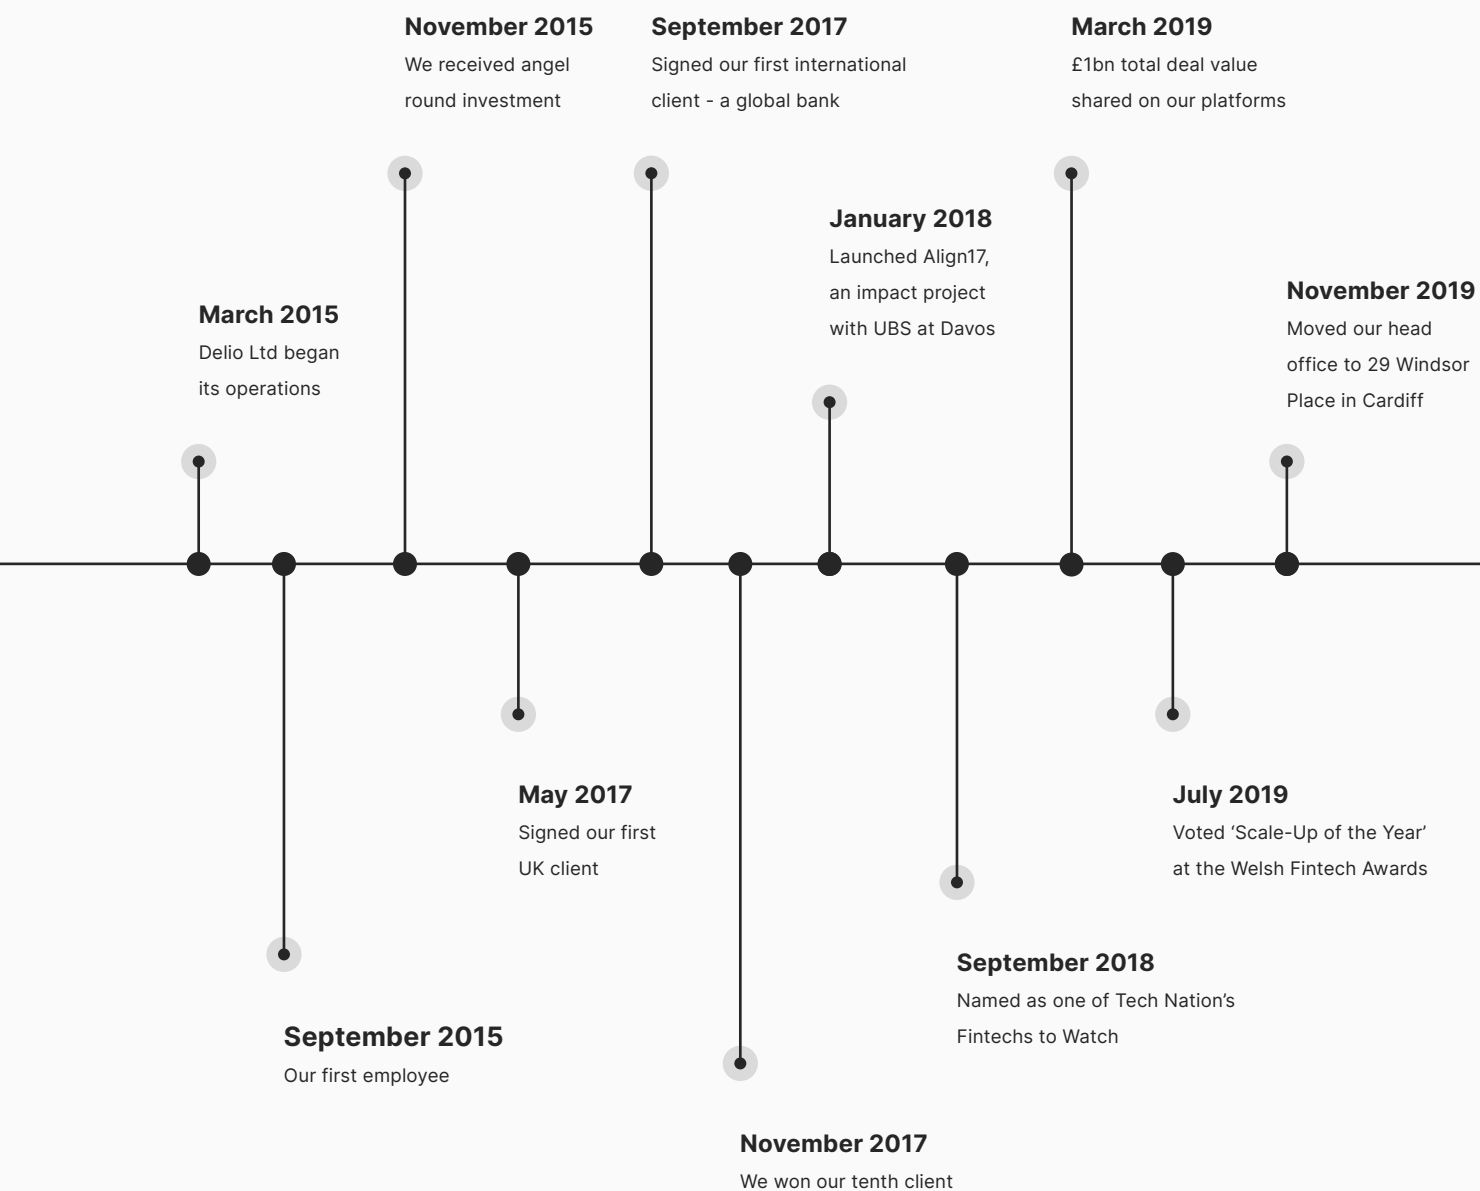 November 2015
We received angel
round investment
September 2017
Signed our first international
client - a global bank
March 2019
£1bn total deal value
shared on our platforms
January 2018
Launched Align17,
an impact project
with UBS at Davos
March 2015
Delio Ltd began
its operations
November 2019
Moved our head
office to 29 Windsor
Place in Cardiff
May 2017
Signed our first
UK client
July 2019
Voted ‘Scale-Up of the Year’
at the Welsh Fintech Awards
September 2018
Named as one of Tech Nation’s
Fintechs to Watch
September 2015
Our first employee
November 2017
We won our tenth client